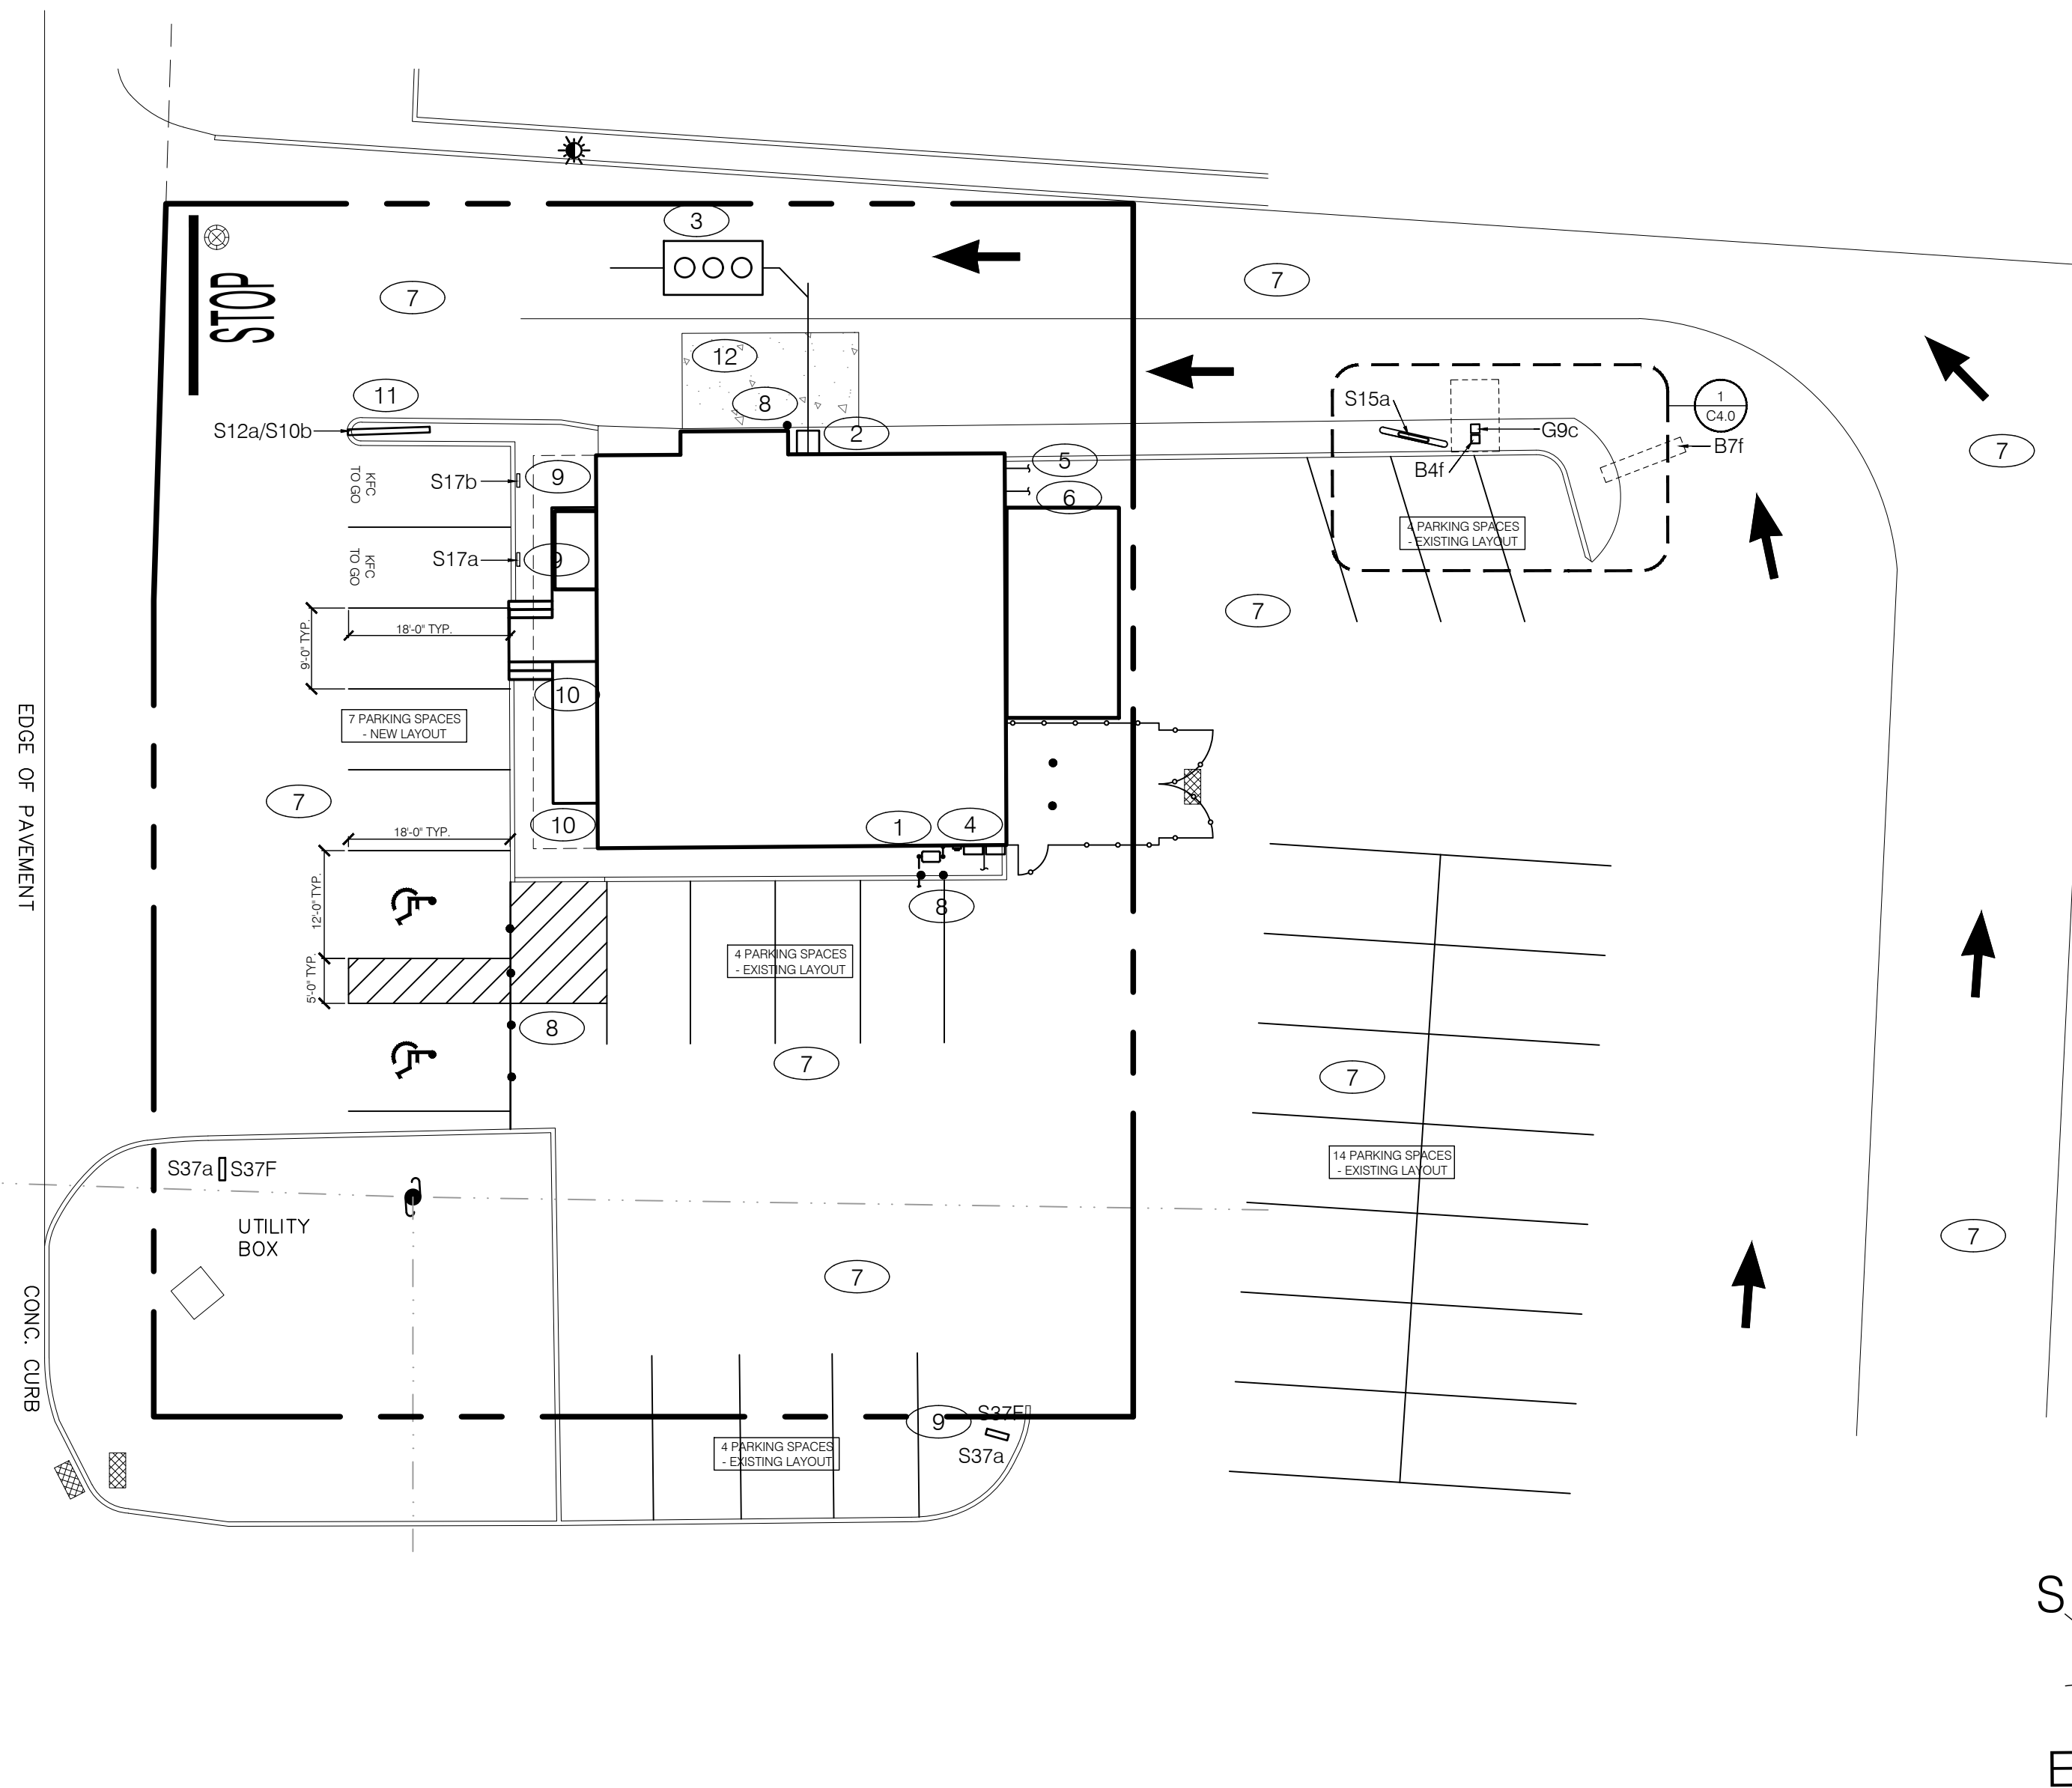 3
7
7
STOP
12
11
8
2
S12a/S10b
S15a
G9c
B4f
B7f
1
C4.0
7
5
6
9
S17b
KFC
TO GO
KFC
TO GO
S17a
9
4 PARKING SPACES
- EXISTING LAYOUT
7
18'-0" TYP.
9'-0" TYP.
10
7 PARKING SPACES
- NEW LAYOUT
EDGE OF PAVEMENT
7
10
18'-0" TYP.
1
4
8
12'-0" TYP.
5'-0" TYP.
8
4 PARKING SPACES
- EXISTING LAYOUT
7
7
14 PARKING SPACES
- EXISTING LAYOUT
S37a
S37F
UTILITY
BOX
7
7
CONC. CURB
9
S37F
S37a
4 PARKING SPACES
- EXISTING LAYOUT
S
E